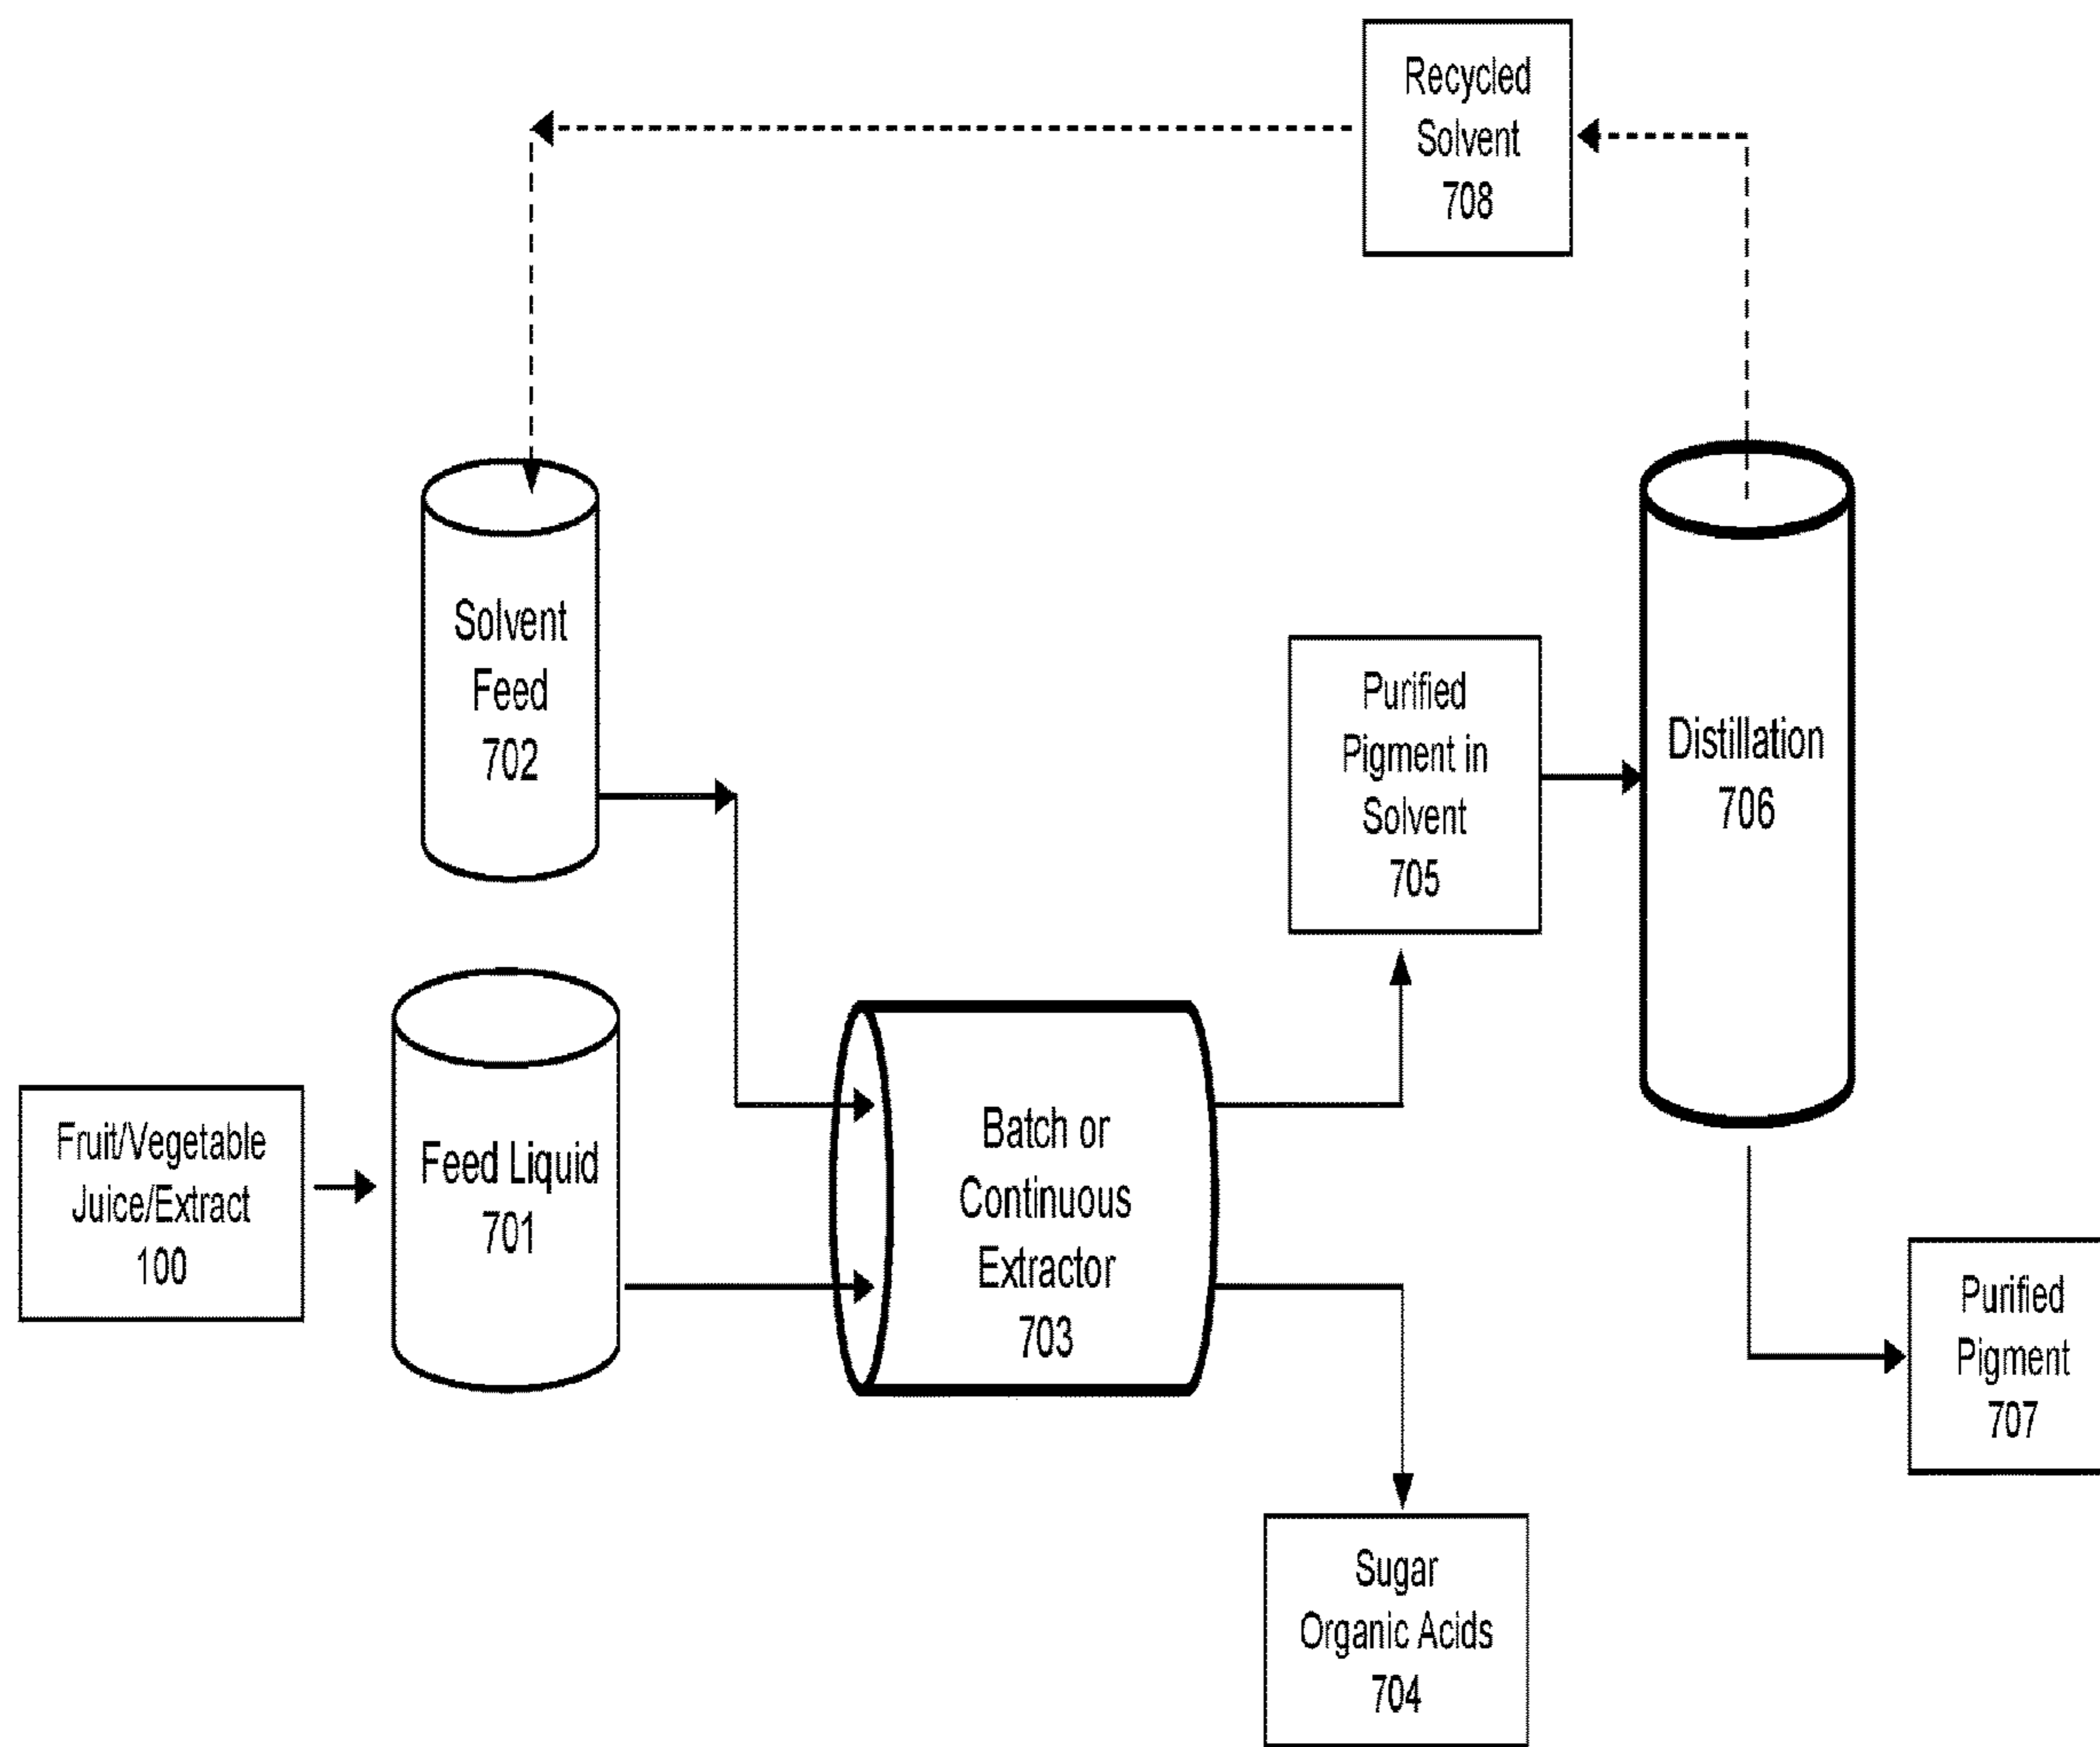 Recycled
Solvent
708
Solvent
Feed
702
Purified
Pigment in
Solvent
705
Distillation
706
Fruit/Vegetable
Juice/Extract
100
Feed Liquid
701
Batch or
Continuous
Extractor
703
Purified
Pigment
707
Sugar
Organic Acids
704